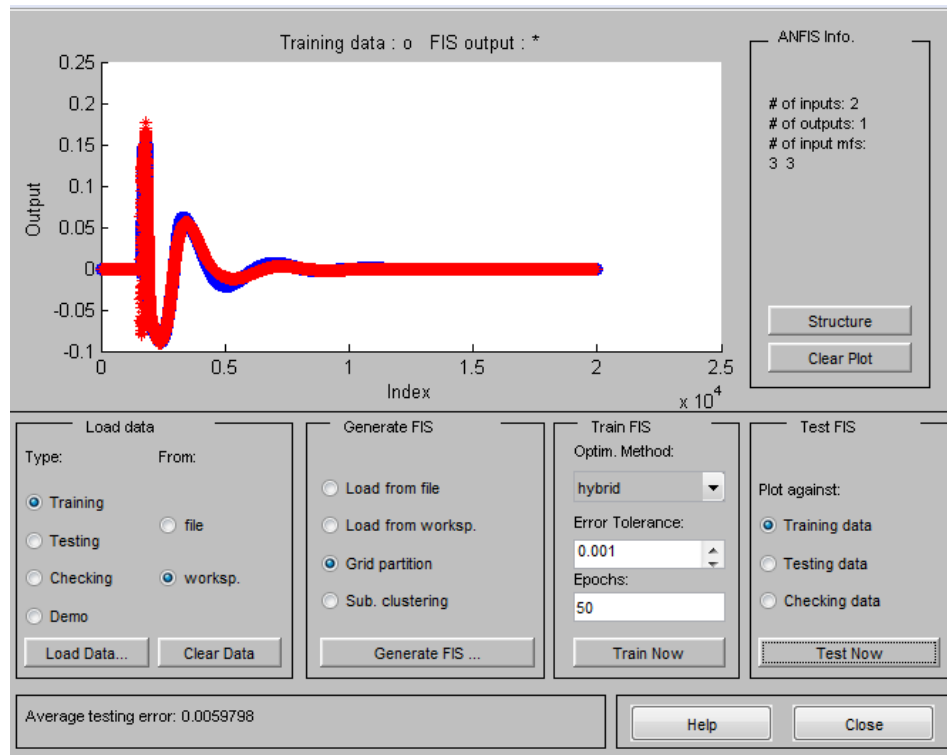 Training data : o   FIS output : *
0.25
0.2
0.15
0.1
0.05
0
-0.05
-0.1
Output
0
0.5
1
1.5
2
2.5
Index
x 10^4
ANFIS Info.
# of inputs: 2
# of outputs: 1
# of input mfs:
3  3
Structure
Clear Plot
Load data
Type:
From:
Training
Testing
Checking
Demo
file
worksp.
Load Data...
Clear Data
Generate FIS
Load from file
Load from worksp.
Grid partition
Sub. clustering
Generate FIS ...
Train FIS
Optim. Method:
hybrid
Error Tolerance:
0.001
Epochs:
50
Train Now
Test FIS
Plot against:
Training data
Testing data
Checking data
Test Now
Average testing error: 0.0059798
Help
Close